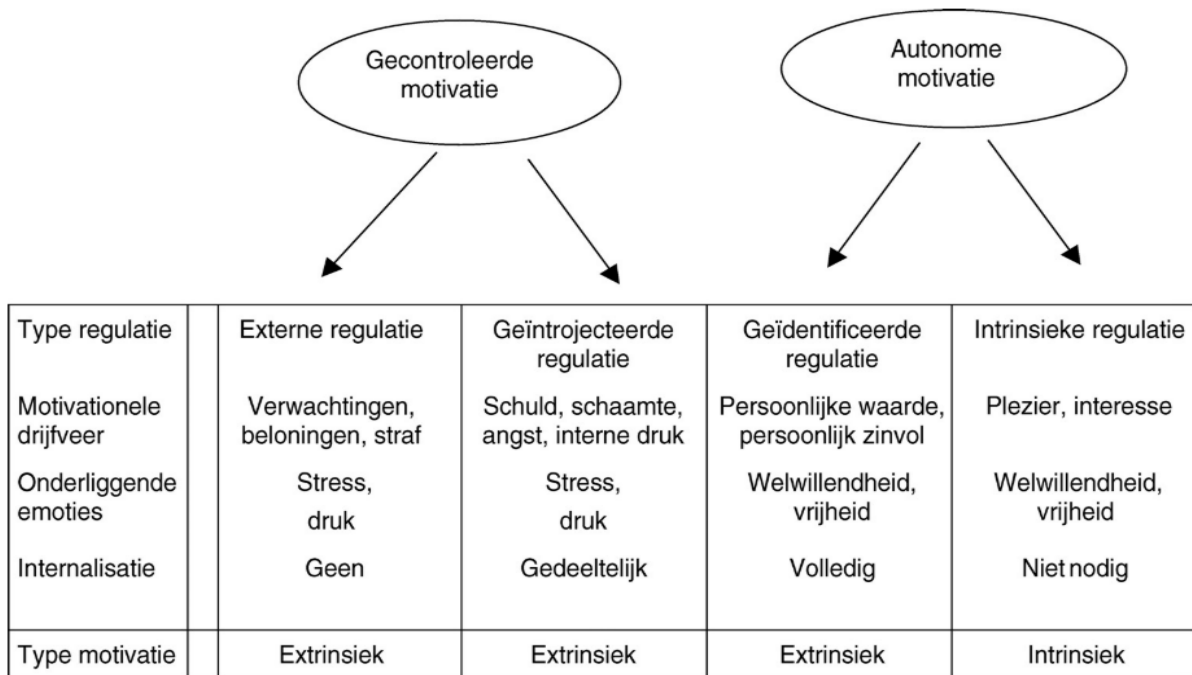 Gecontroleerde
motivatie
Autonome
motivatie
Type regulatie
Externe regulatie
Geïntrojecteerde
regulatie
Geïdentificeerde
regulatie
Intrinsieke regulatie
Motivationele
drijfveer
Verwachtingen,
beloningen, straf
Schuld, schaamte,
angst, interne druk
Persoonlijke waarde,
persoonlijk zinvol
Plezier, interesse
Onderliggende
emoties
Stress,
druk
Stress,
druk
Welwillendheid,
vrijheid
Welwillendheid,
vrijheid
Internalisatie
Geen
Gedeeltelijk
Volledig
Niet nodig
Type motivatie
Extrinsiek
Extrinsiek
Extrinsiek
Intrinsiek